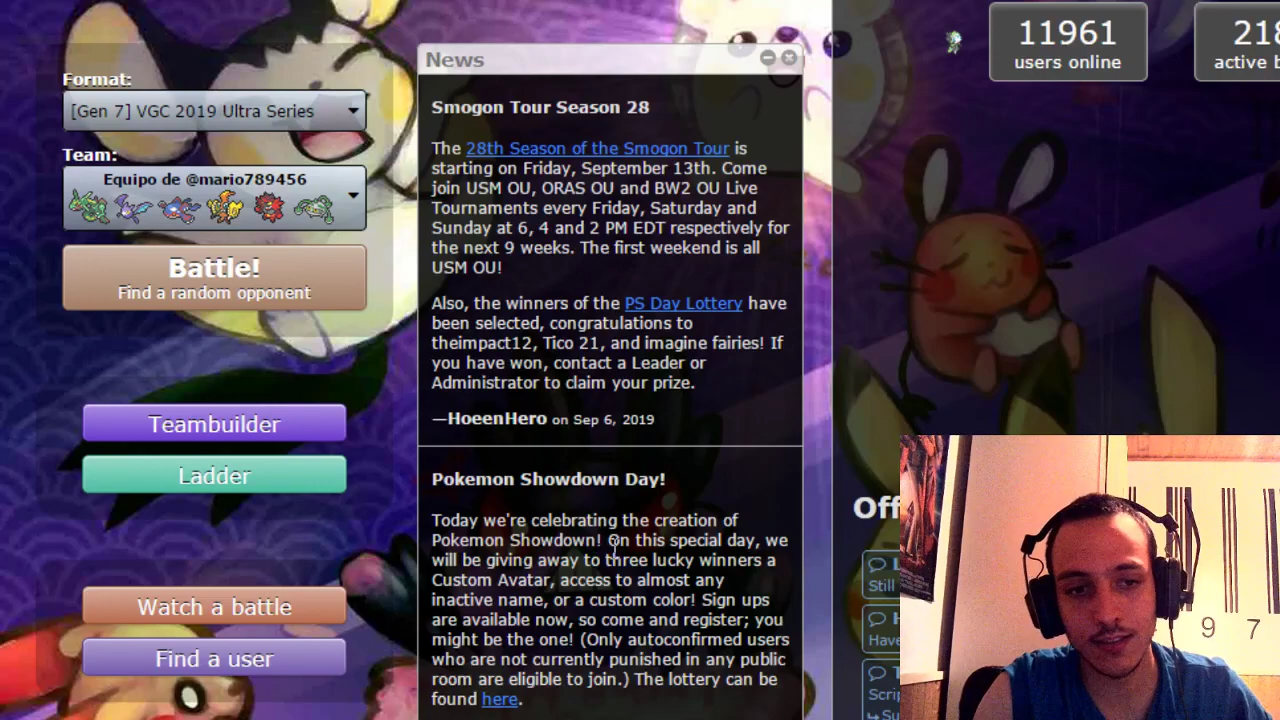 11961
users online
218
active b
Format:
[Gen 7] VGC 2019 Ultra Series
Team:
Equipo de @mario789456
Battle!
Find a random opponent
Teambuilder
Ladder
Watch a battle
Find a user
News
Smogon Tour Season 28
The 28th Season of the Smogon Tour is
starting on Friday, September 13th. Come
join USM OU, ORAS OU and BW2 OU Live
Tournaments every Friday, Saturday and
Sunday at 6, 4 and 2 PM EDT respectively for
the next 9 weeks. The first weekend is all
USM OU!
Also, the winners of the PS Day Lottery have
been selected, congratulations to
theimpact12, Tico 21, and imagine fairies! If
you have won, contact a Leader or
Administrator to claim your prize.
—HoeenHero on Sep 6, 2019
Pokemon Showdown Day!
Today we're celebrating the creation of
Pokemon Showdown! On this special day, we
will be giving away to three lucky winners a
Custom Avatar, access to almost any
inactive name, or a custom color! Sign ups
are available now, so come and register; you
might be the one! (Only autoconfirmed users
who are not currently punished in any public
room are eligible to join.) The lottery can be
found here.
Off
Still
Have
Scrip
9 7